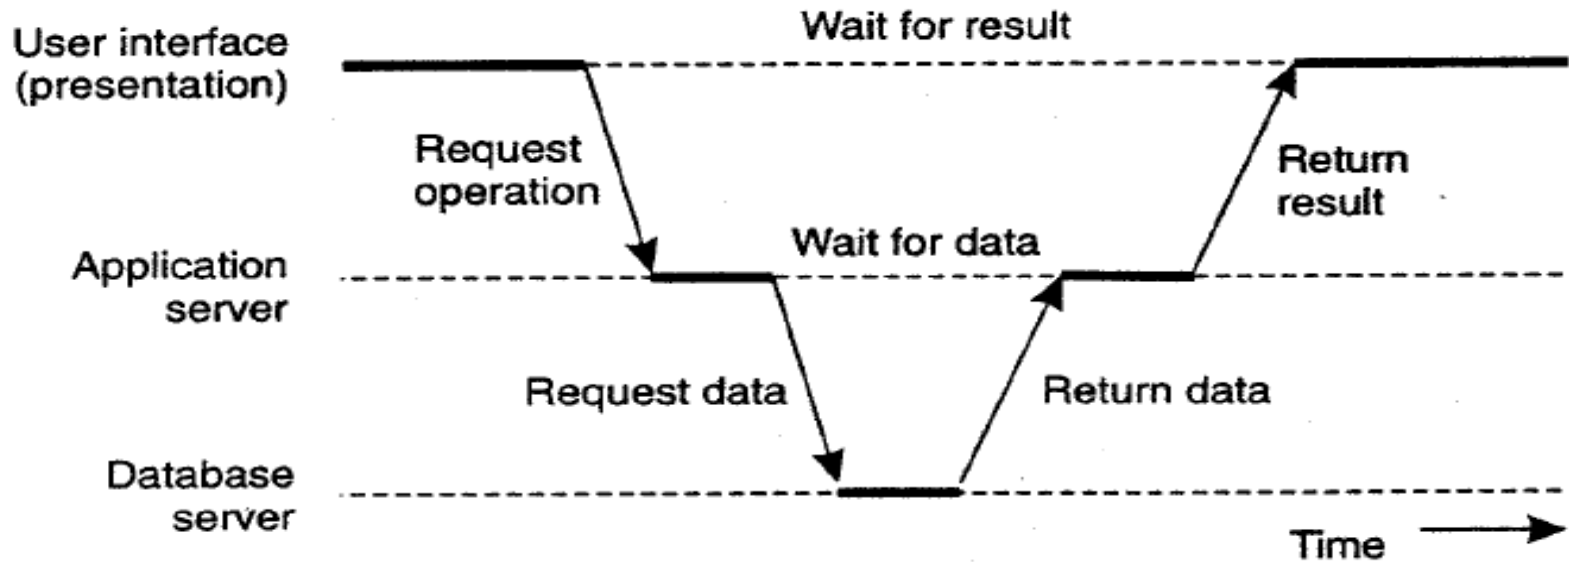 Wait for result
User interface
(presentation)
Request
operation
Return
result
Wait for data
Application
server
Request data
Return data
Database
server
Time